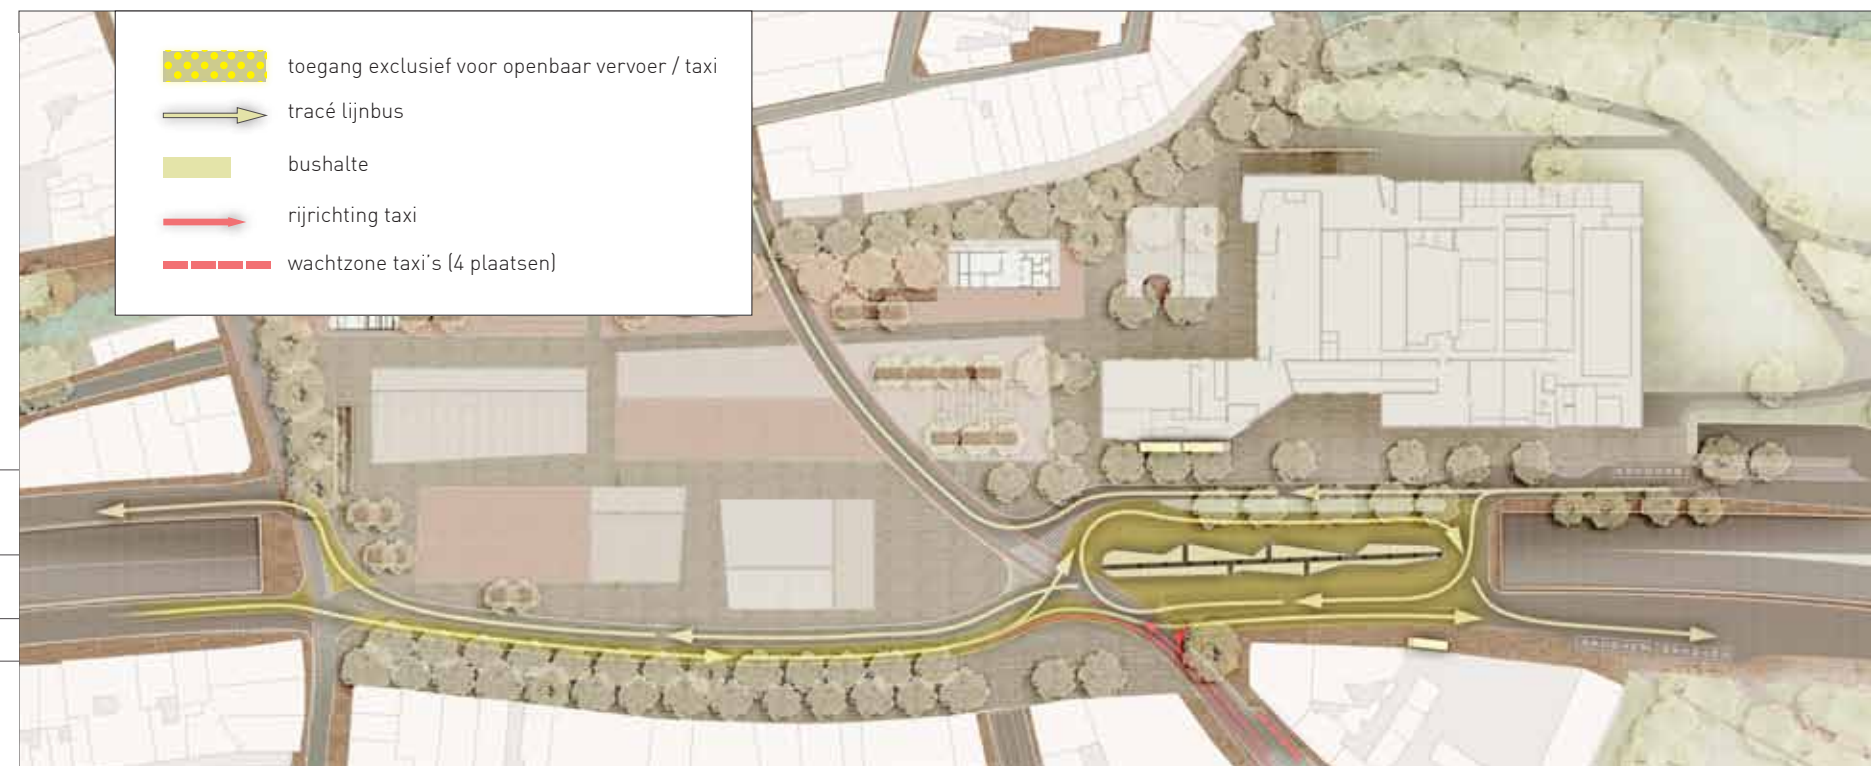 toegang exclusief voor openbaar vervoer / taxi
tracé lijnbus
bushalte
rijrichting taxi
wachtzone taxi's (4 plaatsen)